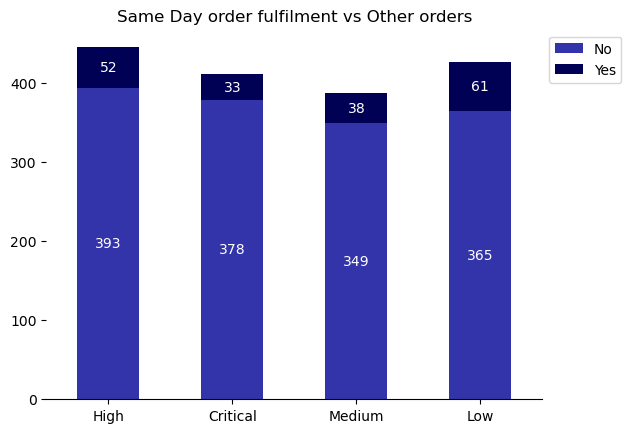 Same Day order fulfilment vs Other orders
No
Yes
400
300
200
100
0
52
33
38
61
393
378
349
365
High
Critical
Medium
Low